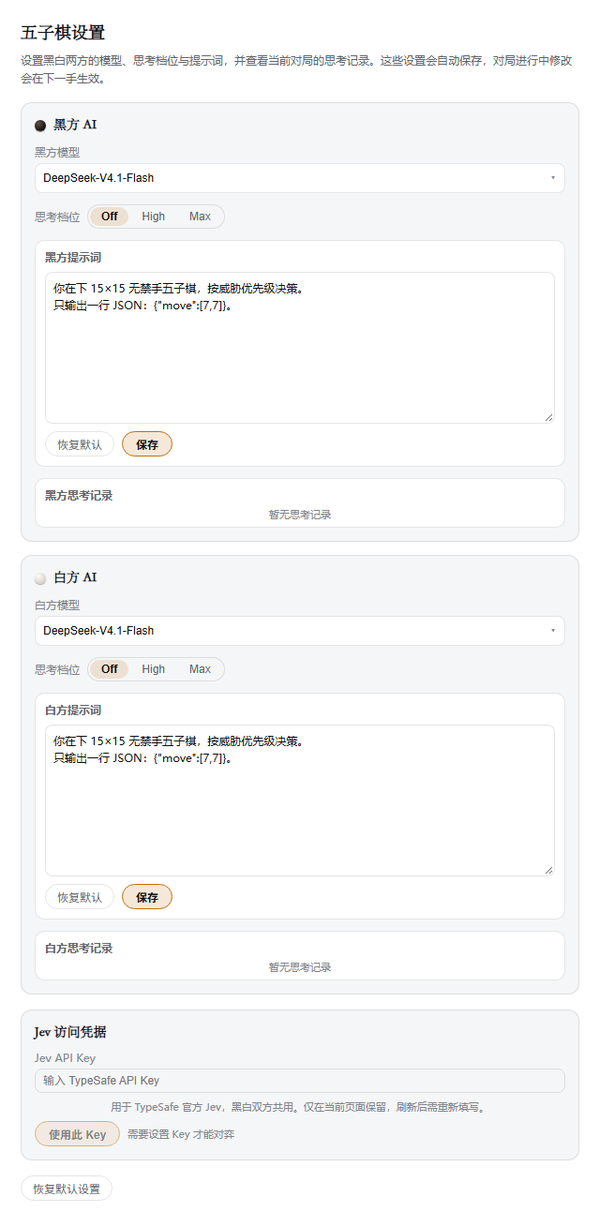 五子棋设置
设置黑白两方的模型、思考档位与提示词，并查看当前对局的思考记录。这些设置会自动保存，对局进行中修改
会在下一手生效。
黑方 AI
黑方模型
DeepSeek-V4.1-Flash
思考档位 Off High Max
黑方提示词
你在下 15×15 无禁手五子棋，按威胁优先级决策。
只输出一行 JSON：{"move":[7,7]}。
恢复默认 保存
黑方思考记录
暂无思考记录
白方 AI
白方模型
DeepSeek-V4.1-Flash
思考档位 Off High Max
白方提示词
你在下 15×15 无禁手五子棋，按威胁优先级决策。
只输出一行 JSON：{"move":[7,7]}。
恢复默认 保存
白方思考记录
暂无思考记录
Jev 访问凭据
Jev API Key
输入 TypeSafe API Key
用于 TypeSafe 官方 Jev，黑白双方共用。仅在当前页面保留，刷新后需重新填写。
使用此 Key 需要设置 Key 才能对弈
恢复默认设置